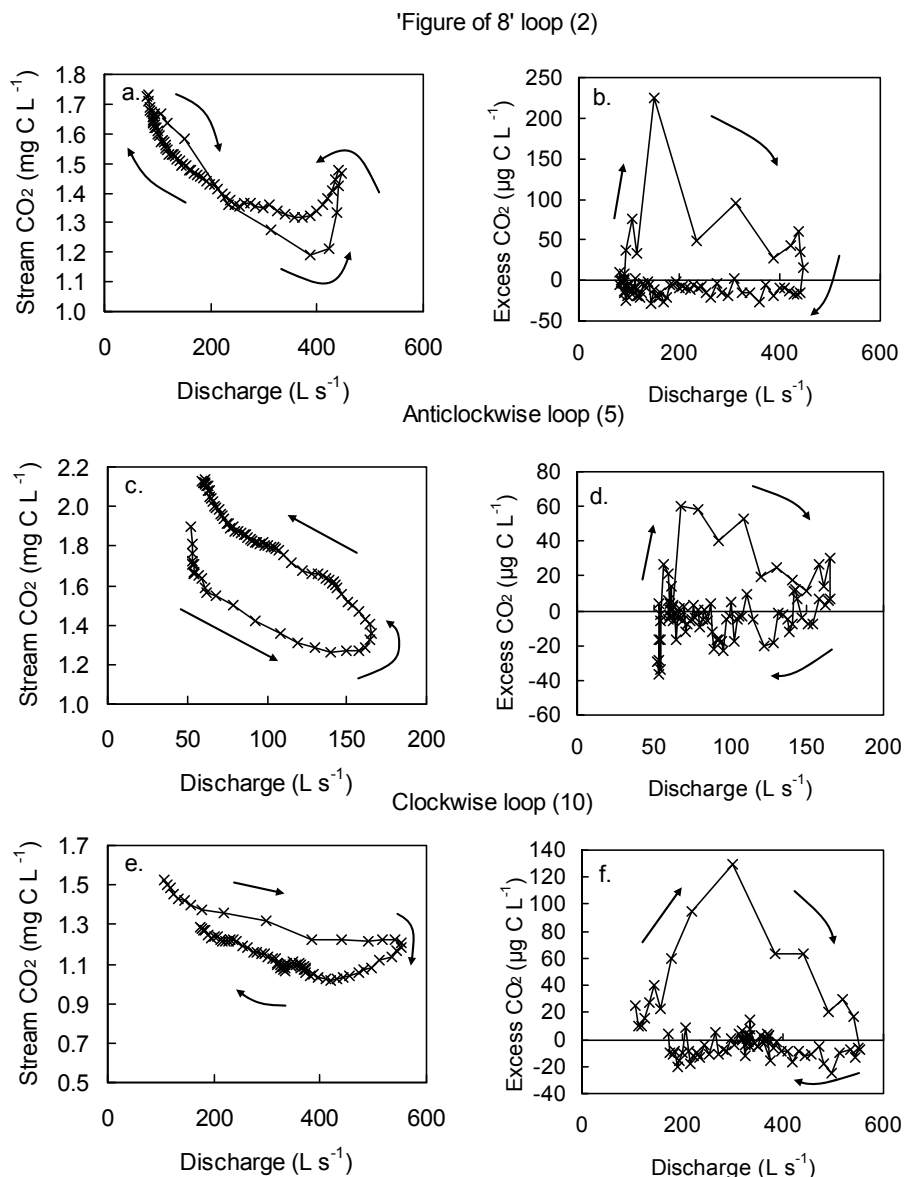 'Figure of 8' loop (2)
a.
Stream CO₂ (mg C L⁻¹)
1.8
1.7
1.6
1.5
1.4
1.3
1.2
1.1
1.0
0 200 400 600
Discharge (L s⁻¹)
b.
Excess CO₂ (µg C L⁻¹)
250
200
150
100
50
0
-50
0 200 400 600
Discharge (L s⁻¹)
Anticlockwise loop (5)
c.
Stream CO₂ (mg C L⁻¹)
2.2
2.0
1.8
1.6
1.4
1.2
1.0
0 50 100 150 200
Discharge (L s⁻¹)
d.
Excess CO₂ (µg C L⁻¹)
80
60
40
20
0
-20
-40
-60
0 50 100 150 200
Discharge (L s⁻¹)
Clockwise loop (10)
e.
Stream CO₂ (mg C L⁻¹)
1.7
1.5
1.3
1.1
0.9
0.7
0.5
0 200 400 600
Discharge (L s⁻¹)
f.
Excess CO₂ (µg C L⁻¹)
140
120
100
80
60
40
20
0
-20
-40
0 200 400 600
Discharge (L s⁻¹)